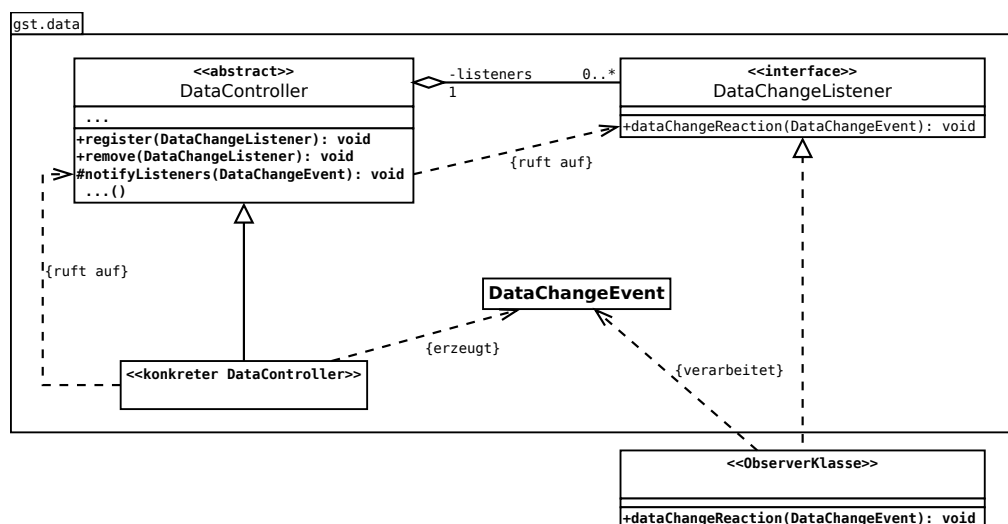 gst.data
<<abstract>>
DataController
...
+register(DataChangeListener): void
+remove(DataChangeListener): void
#notifyListeners(DataChangeEvent): void
...()
-listeners
0..*
1
<<interface>>
DataChangeListener
+dataChangeReaction(DataChangeEvent): void
{ruft auf}
{ruft auf}
DataChangeEvent
{erzeugt}
{verarbeitet}
<<konkreter DataController>>
<<ObserverKlasse>>
+dataChangeReaction(DataChangeEvent): void